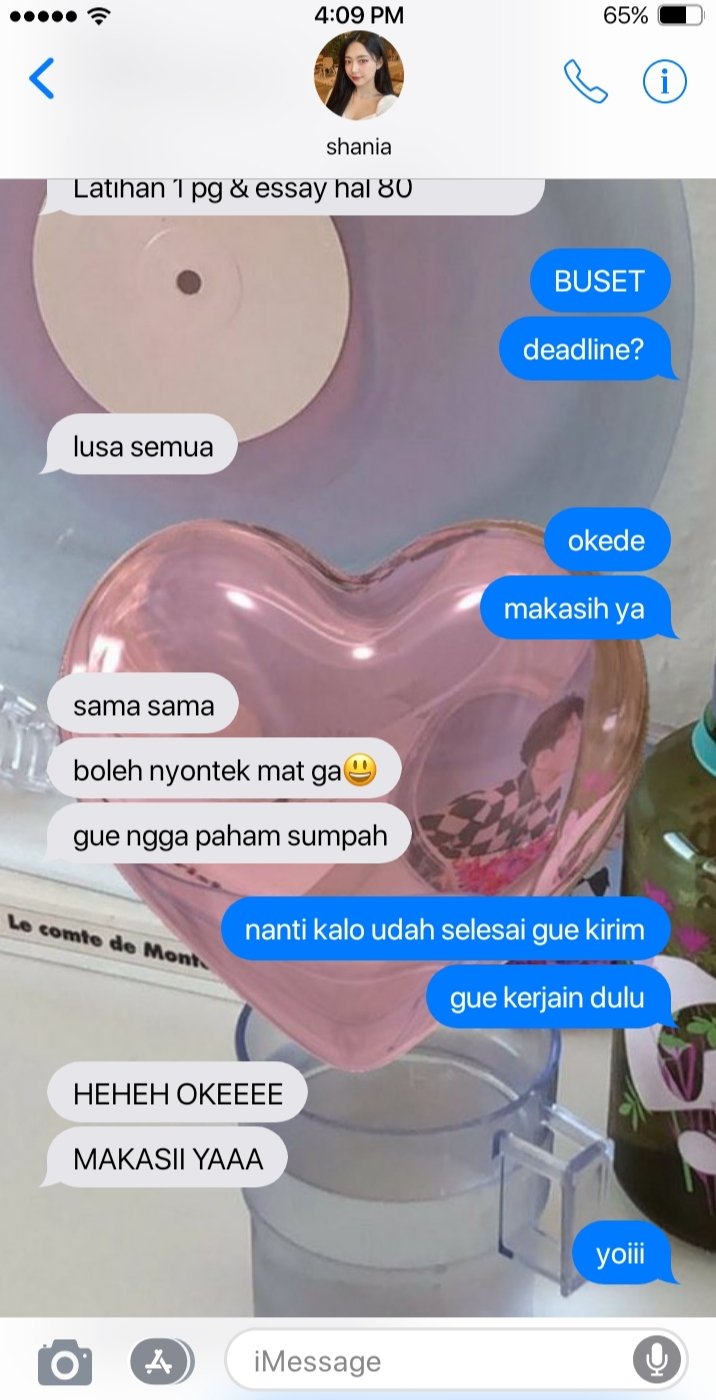 4:09 PM
65%
shania
Latihan 1 pg & essay hal 80
BUSET
deadline?
lusa semua
okede
makasih ya
sama sama
boleh nyontek mat ga😃
gue ngga paham sumpah
nanti kalo udah selesai gue kirim
Le comte de Mont
gue kerjain dulu
HEHEH OKEEEE
MAKASII YAAA
yoiii
iMessage